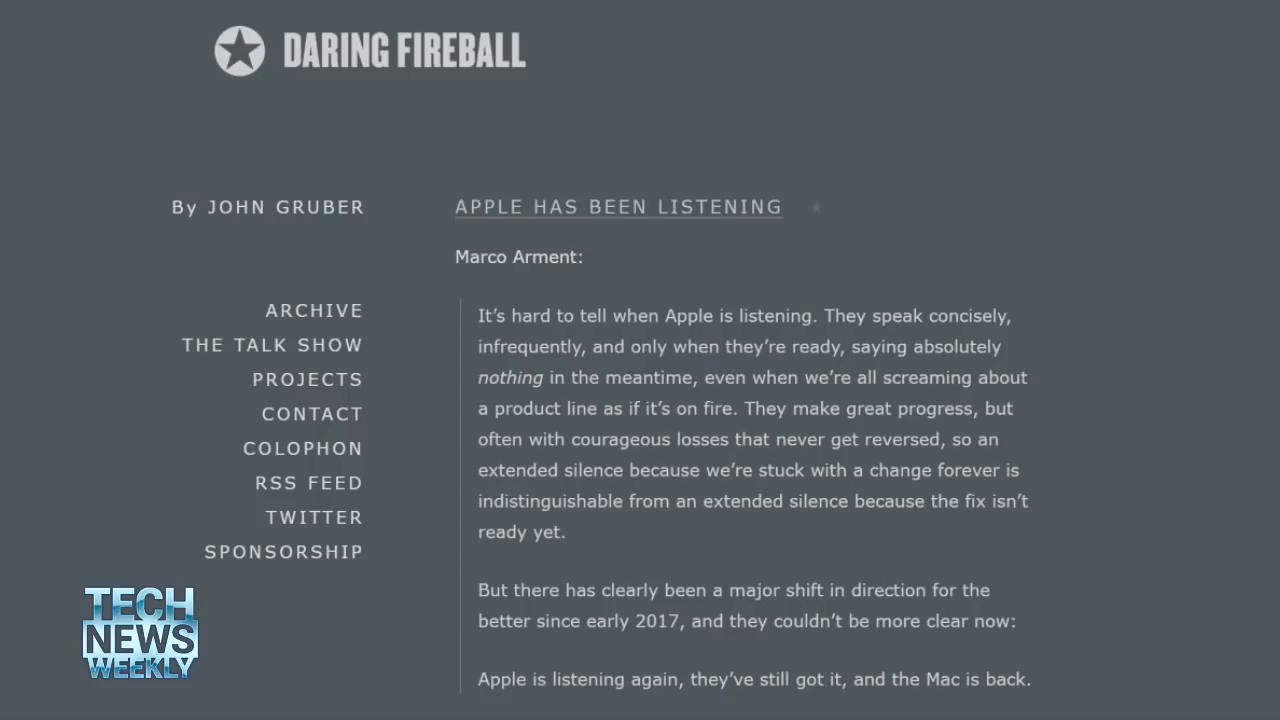 DARING FIREBALL
By JOHN GRUBER
ARCHIVE
THE TALK SHOW
PROJECTS
CONTACT
COLOPHON
RSS FEED
TWITTER
SPONSORSHIP
APPLE HAS BEEN LISTENING
Marco Arment:
It’s hard to tell when Apple is listening. They speak concisely,
infrequently, and only when they’re ready, saying absolutely
nothing in the meantime, even when we’re all screaming about
a product line as if it’s on fire. They make great progress, but
often with courageous losses that never get reversed, so an
extended silence because we’re stuck with a change forever is
indistinguishable from an extended silence because the fix isn’t
ready yet.
But there has clearly been a major shift in direction for the
better since early 2017, and they couldn’t be more clear now:
Apple is listening again, they’ve still got it, and the Mac is back.
TECH
NEWS
WEEKLY